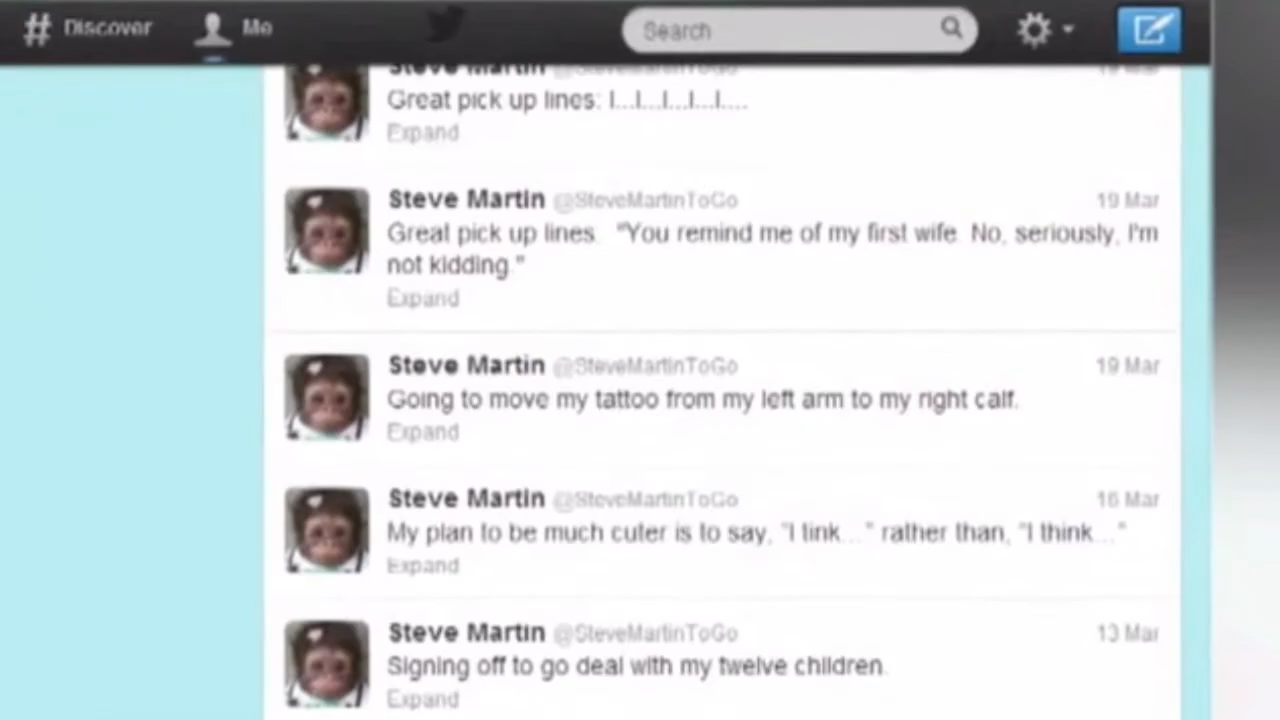 # Discover Me Search
Steve Martin @SteveMartinToGo 19 Mar
Great pick up lines: I...I...I...I...I....
Expand
Steve Martin @SteveMartinToGo 19 Mar
Great pick up lines. "You remind me of my first wife. No, seriously, I'm
not kidding."
Expand
Steve Martin @SteveMartinToGo 19 Mar
Going to move my tattoo from my left arm to my right calf.
Expand
Steve Martin @SteveMartinToGo 16 Mar
My plan to be much cuter is to say, "I tink..." rather than, "I think..."
Expand
Steve Martin @SteveMartinToGo 13 Mar
Signing off to go deal with my twelve children.
Expand